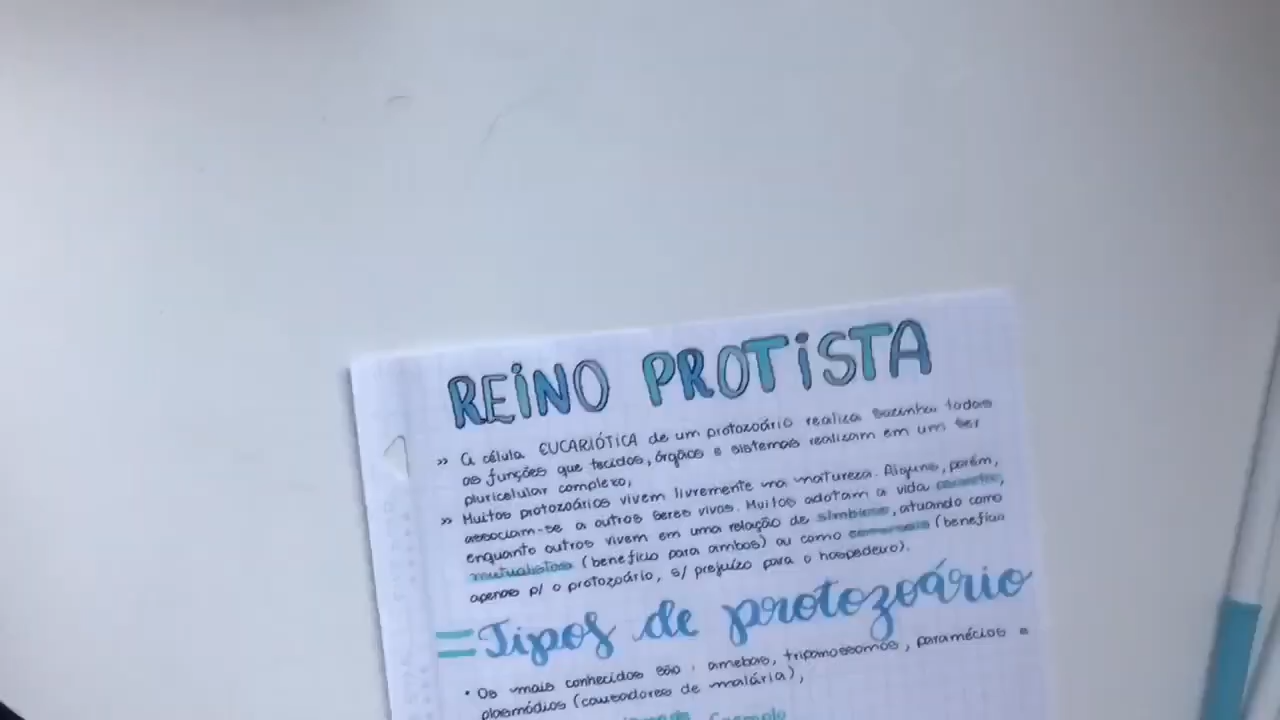 REINO PROTISTA
» A célula EUCARIÓTICA de um protozoário realiza sozinha todas
as funções que tecidos, órgãos e sistemas realizam em um ser
pluricelular complexo,
» Muitos protozoários vivem livremente na natureza. Alguns, porém,
associam-se a outros seres vivos. Muitos adotam a vida parasita,
enquanto outros vivem em uma relação de simbiose, atuando como
mutualistas (benefício para ambos) ou como comensais (benefício
apenas p/ o protozoário, s/ prejuízo para o hospedeiro).
= Tipos de protozoário
• Os mais conhecidos são: amebas, tripanossomos, paramécios e
plasmódios (causadores de malária),
Exemplo